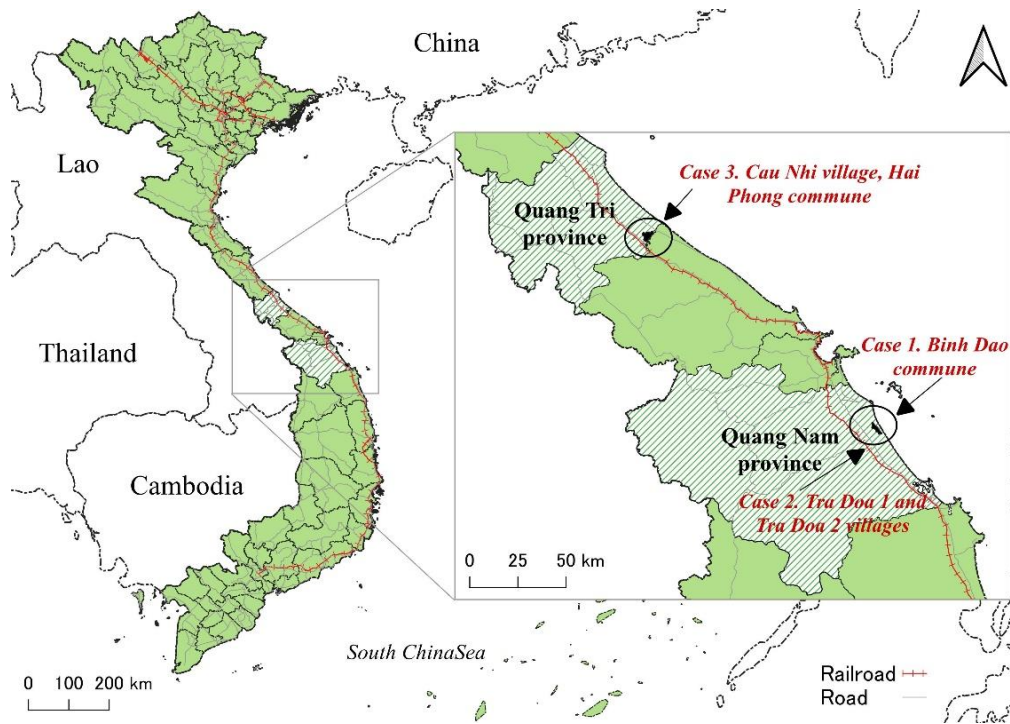 China
Lao
Thailand
Cambodia
Case 3. Cau Nhi village, Hai
Phong commune
Quang Tri
province
Case 1. Binh Dao
commune
Quang Nam
province
Case 2. Tra Doa 1 and
Tra Doa 2 villages
0 25 50 km
South ChinaSea
0 100 200 km
Railroad
Road